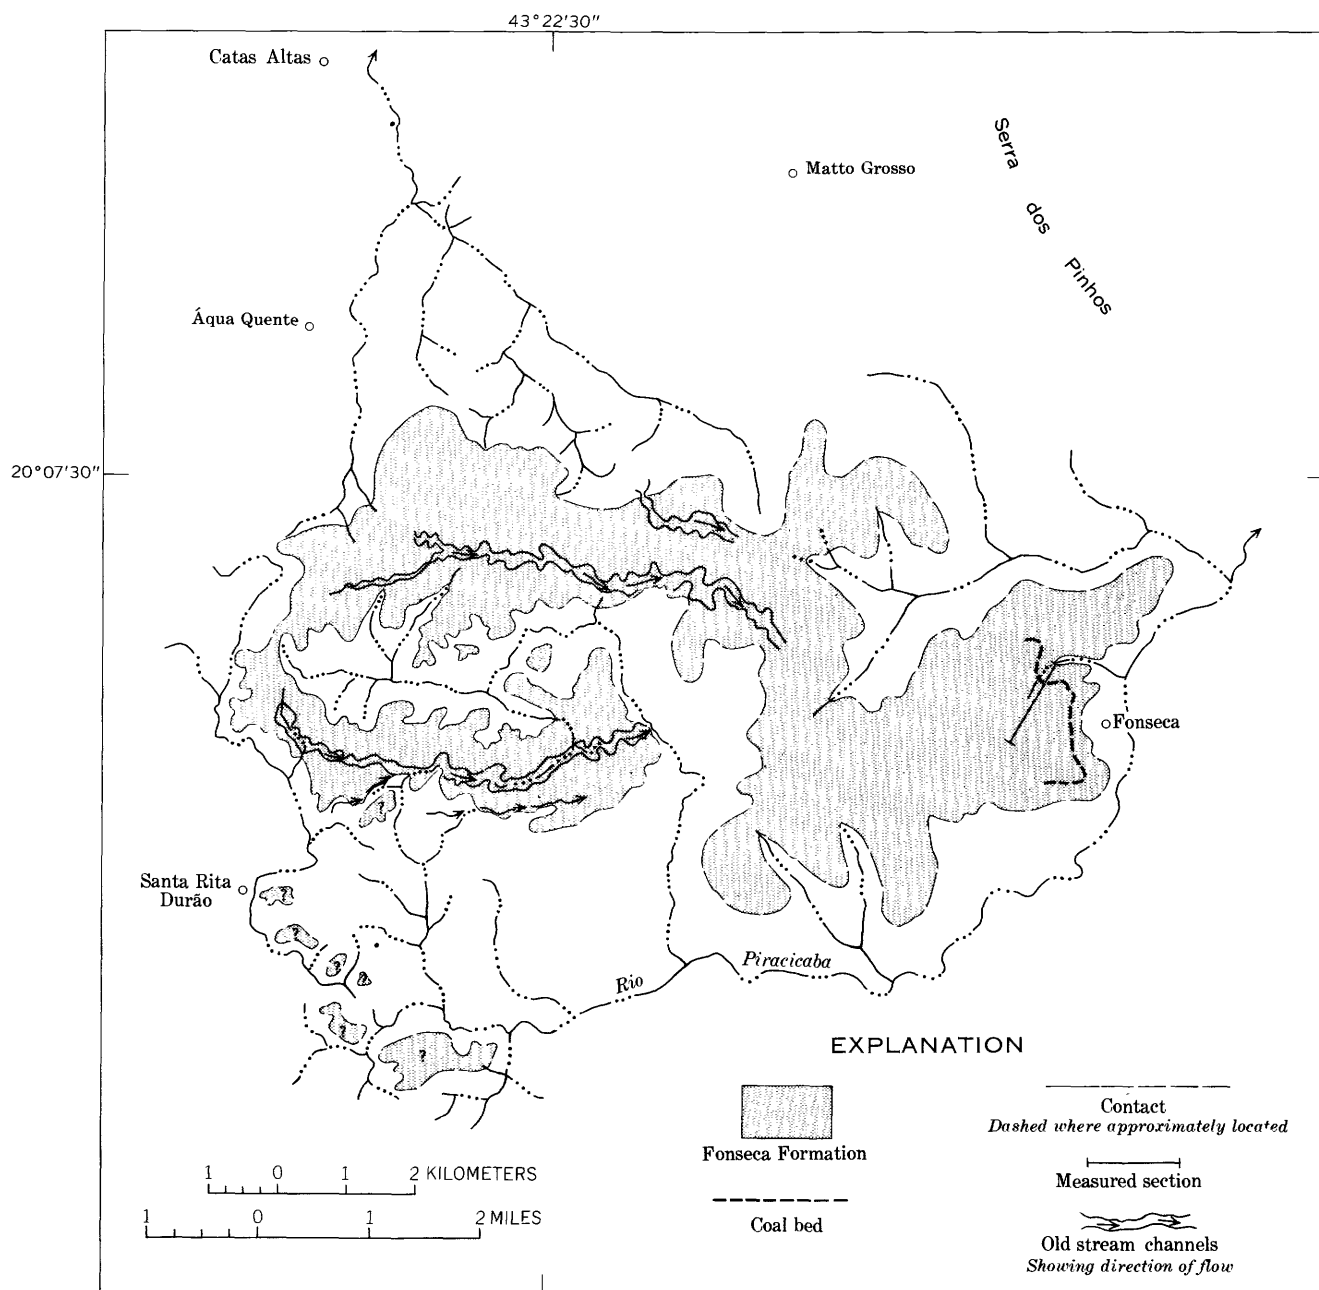 43°22'30"
Catas Altas
Matto Grosso
Serra
dos
Pinhos
Áqua Quente
20°07'30"
Fonseca
?
Santa Rita
Durão
?
?
?
?
?
?
Rio
Piracicaba
EXPLANATION
Fonseca Formation
Coal bed
Contact
Dashed where approximately located
Measured section
Old stream channels
Showing direction of flow
1 0 1 2 KILOMETERS
1 0 1 2 MILES